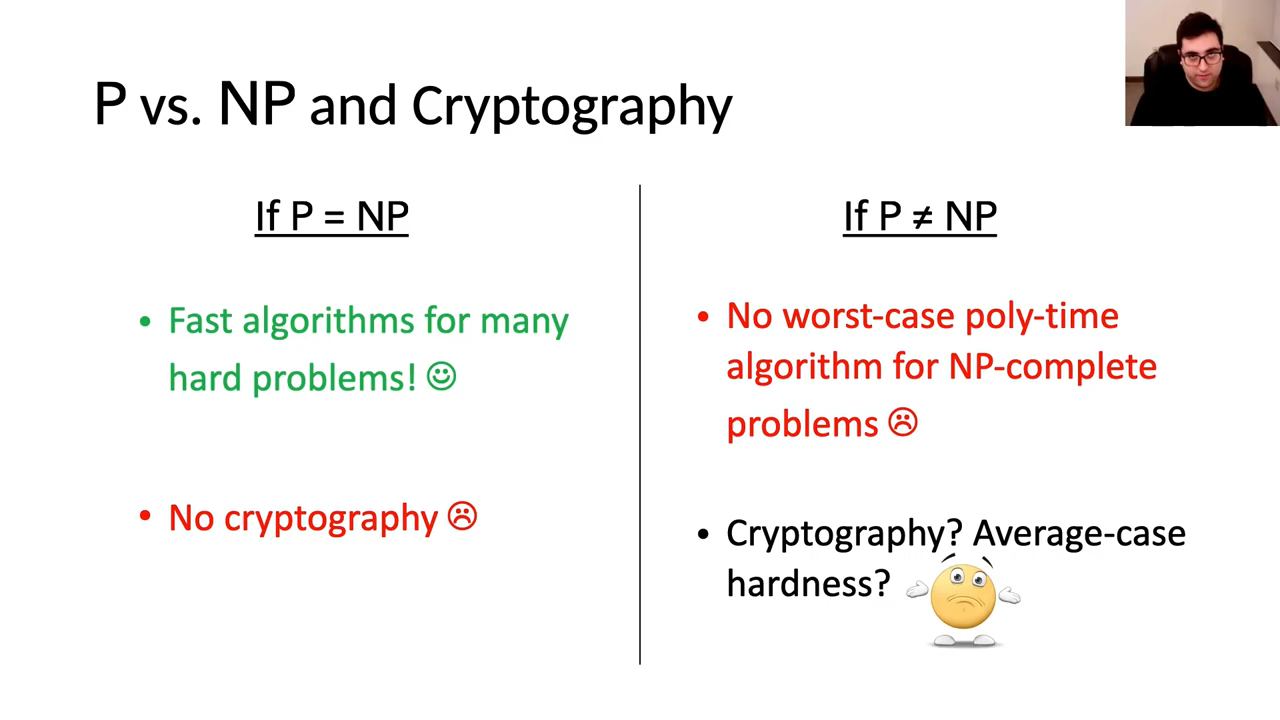 P vs. NP and Cryptography
If P = NP
• Fast algorithms for many
hard problems! ☺
• No cryptography ☹
If P ≠ NP
• No worst-case poly-time
algorithm for NP-complete
problems ☹
• Cryptography? Average-case
hardness?